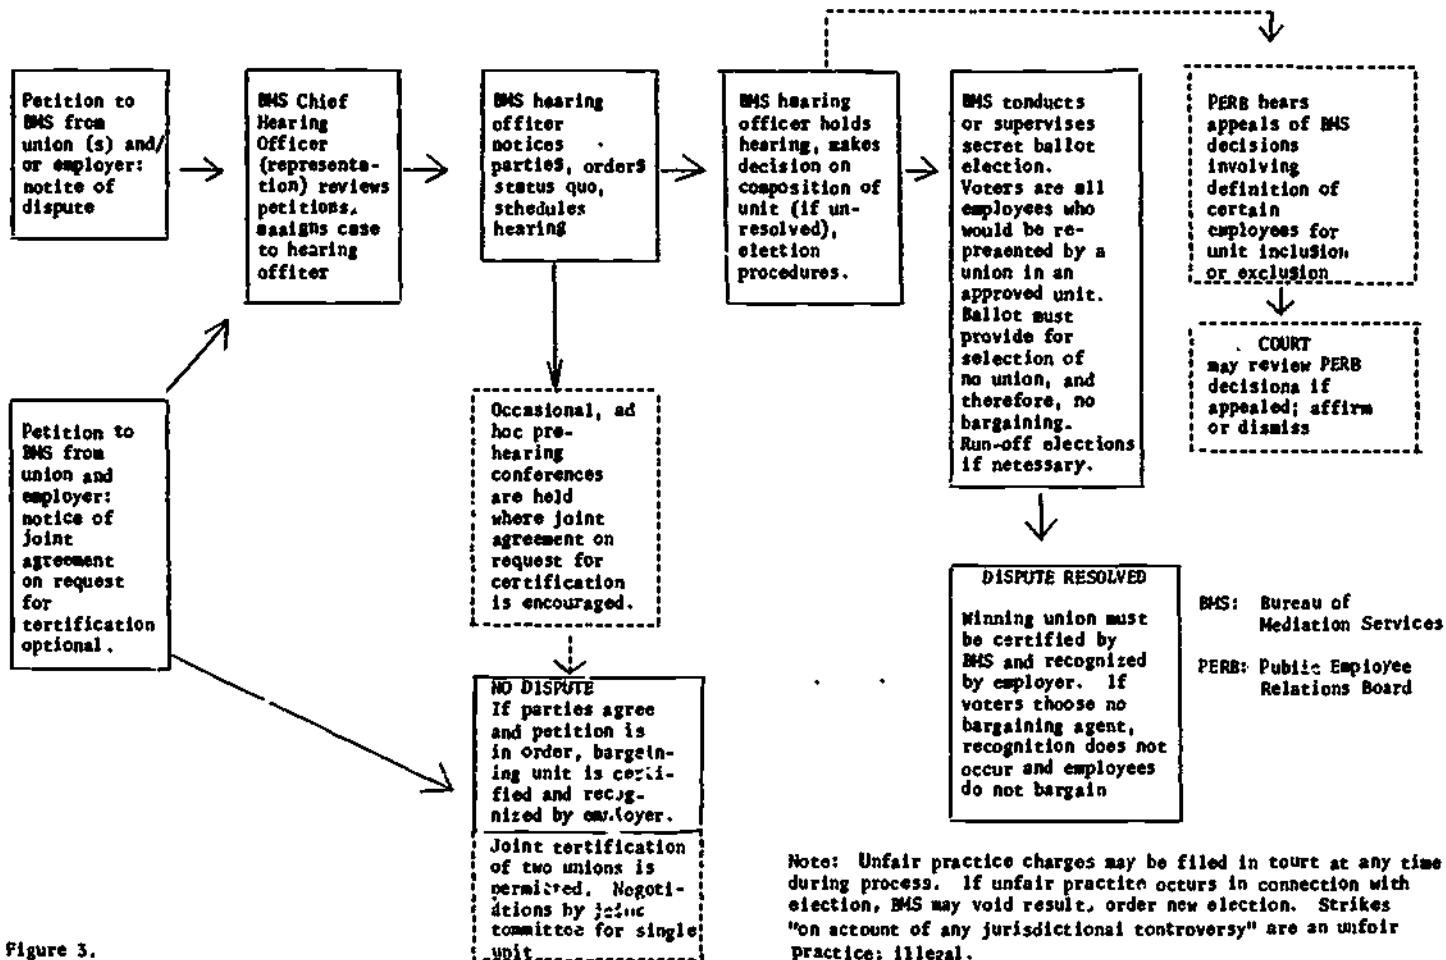 Petition to
BMS from
union (s) and/
or employer:
notice of
dispute
BMS Chief
Hearing
Officer
(representa-
tion) reviews
petitions,
assigns case
to hearing
officer
BMS hearing
officer
notices
parties, orders
status quo,
schedules
hearing
BMS hearing
officer holds
hearing, makes
decision on
composition of
unit (if un-
resolved),
election
procedures.
BMS conducts
or supervises
secret ballot
election.
Voters are all
employees who
would be re-
presented by a
union in an
approved unit.
Ballot must
provide for
selection of
no union, and
therefore, no
bargaining.
Run-off elections
if necessary.
PERB hears
appeals of BMS
decisions
involving
definition of
certain
employees for
unit inclusion
or exclusion
COURT
may review PERB
decisions if
appealed; affirm
or dismiss
Petition to
BMS from
union and
employer:
notice of
joint
agreement
on request
for
certification
optional.
Occasional, ad
hoc pre-
hearing
conferences
are held
where joint
agreement on
request for
certification
is encouraged.
NO DISPUTE
If parties agree
and petition is
in order, bargain-
ing unit is certi-
fied and recog-
nized by employer.
Joint certification
of two unions is
permitted. Negoti-
ations by joint
committee for single
unit
DISPUTE RESOLVED
Winning union must
be certified by
BMS and recognized
by employer. If
voters choose no
bargaining agent,
recognition does not
occur and employees
do not bargain
BMS: Bureau of
Mediation Services
PERB: Public Employee
Relations Board
Note: Unfair practice charges may be filed in court at any time
during process. If unfair practice occurs in connection with
election, BMS may void result, order new election. Strikes
"on account of any jurisdictional controversy" are an unfair
practice; illegal.
Figure 3.